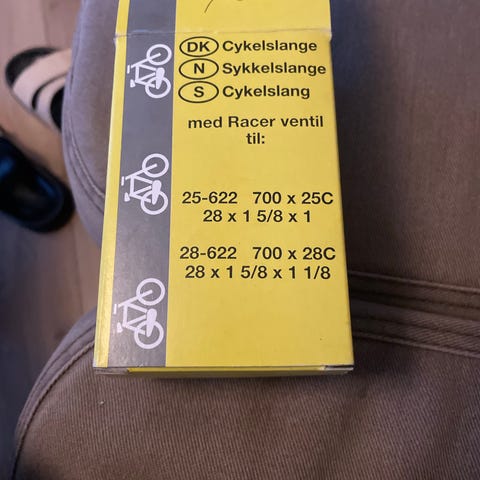 DK Cykelslange
N Sykkelslange
S Cykelslang
med Racer ventil
til:
25-622 700 x 25C
28 x 1 5/8 x 1
28-622 700 x 28C
28 x 1 5/8 x 1 1/8